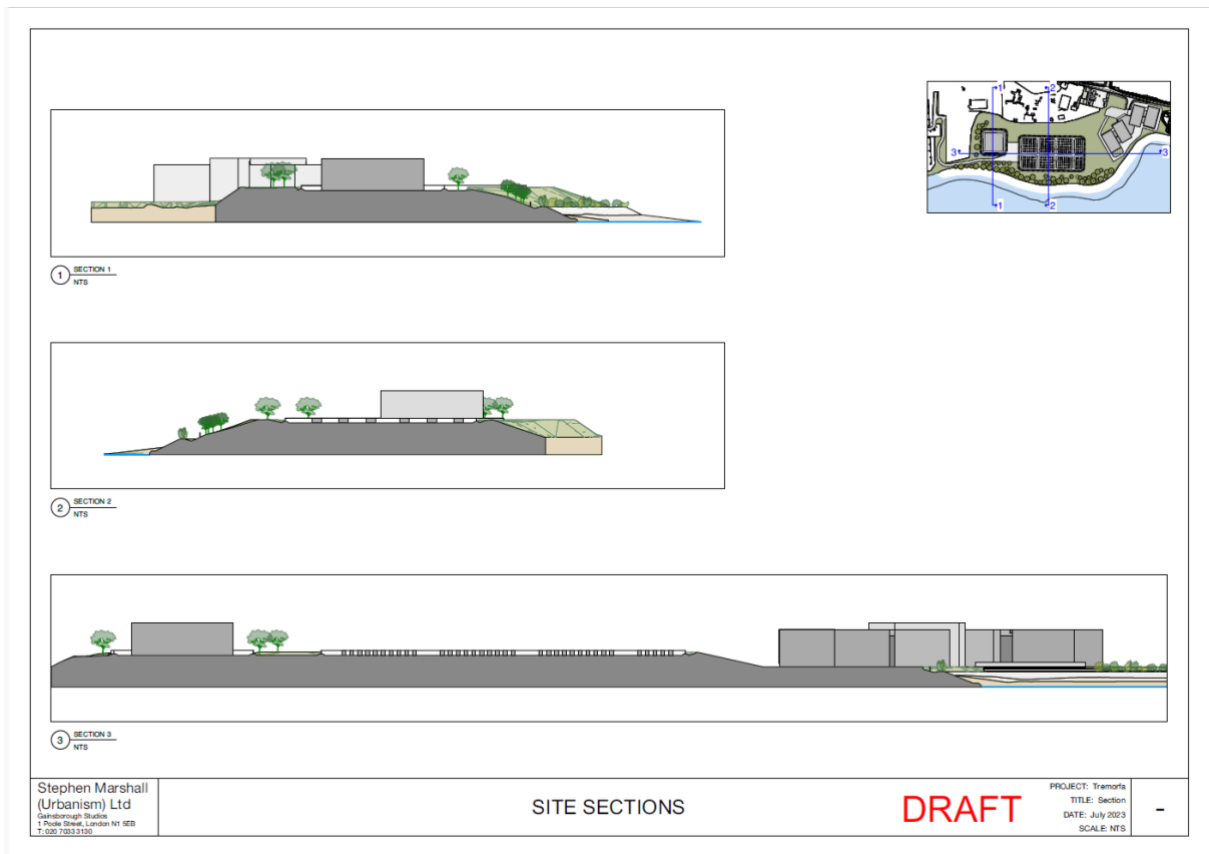 1
2
3
3
1
2
1
SECTION 1
NTS
2
SECTION 2
NTS
3
SECTION 3
NTS
Stephen Marshall
(Urbanism) Ltd
Gainsborough Studios
1 Poole Street, London N1 5EB
T: 020 7033 3130
SITE SECTIONS
DRAFT
PROJECT: Tremorfa
TITLE: Section
DATE: July 2023
SCALE: NTS
-